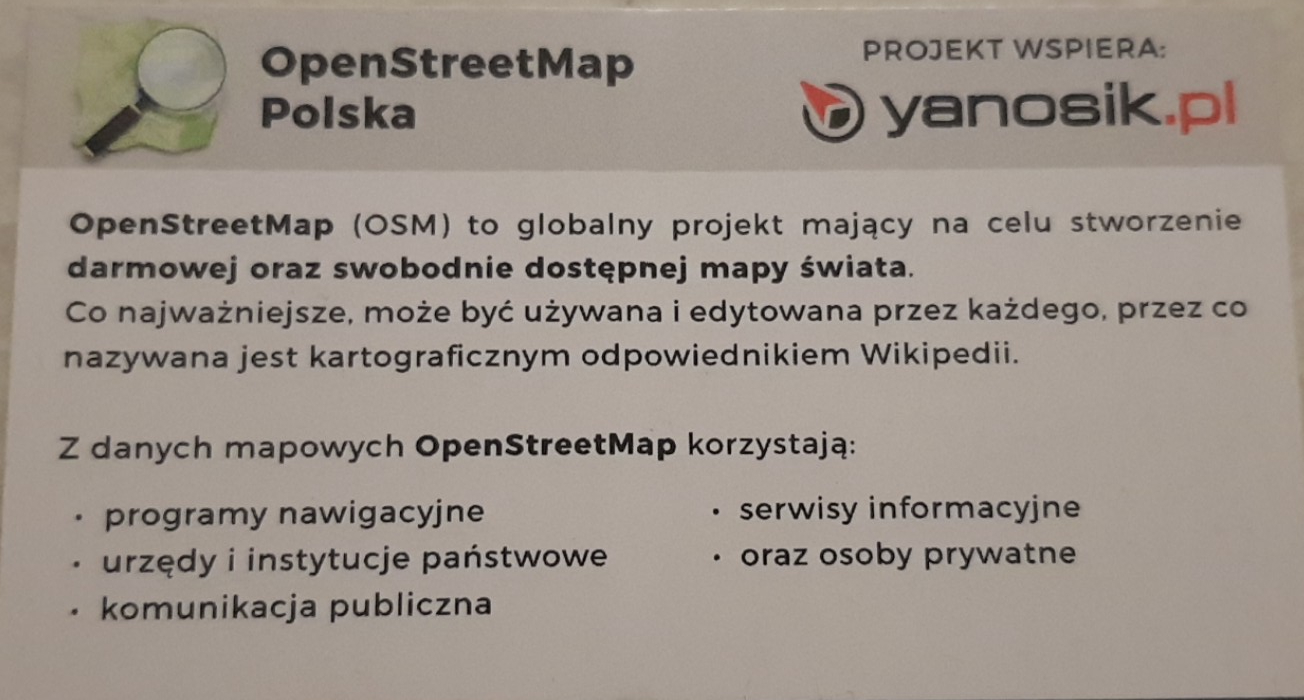 OpenStreetMap
Polska
PROJEKT WSPIERA:
yanosik.pl
OpenStreetMap (OSM) to globalny projekt mający na celu stworzenie
darmowej oraz swobodnie dostępnej mapy świata.
Co najważniejsze, może być używana i edytowana przez każdego, przez co
nazywana jest kartograficznym odpowiednikiem Wikipedii.
Z danych mapowych OpenStreetMap korzystają:
· programy nawigacyjne
· urzędy i instytucje państwowe
· komunikacja publiczna
· serwisy informacyjne
· oraz osoby prywatne